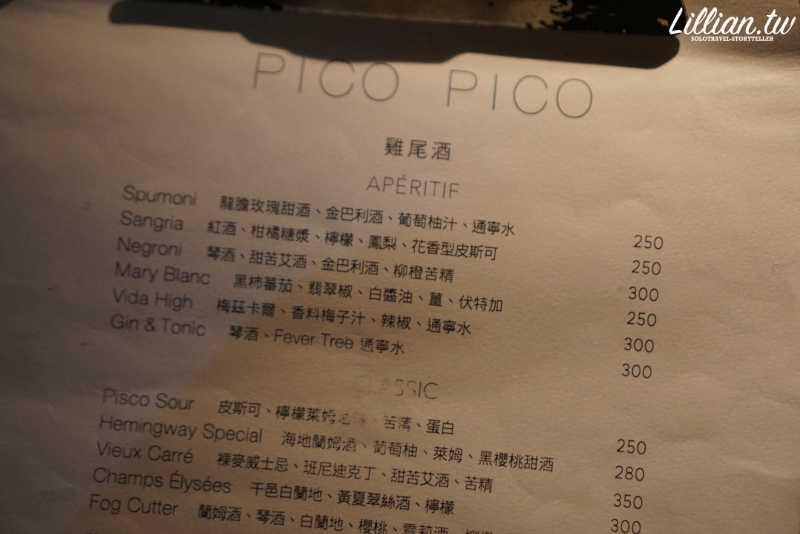 Lillian.tw
SOLOTRAVEL-STORYTELLER
PICO PICO
雞尾酒
APÉRITIF
Spumoni 龍膽玫瑰甜酒、金巴利酒、葡萄柚汁、通寧水 250
Sangria 紅酒、柑橘糖漿、檸檬、鳳梨、花香型皮斯可 250
Negroni 琴酒、甜苦艾酒、金巴利酒、柳橙苦精 300
Mary Blanc 黑柿蕃茄、翡翠椒、白醬油、薑、伏特加 250
Vida High 梅茲卡爾、香料梅子汁、辣椒、通寧水 300
Gin & Tonic 琴酒、Fever Tree 通寧水 300
CLASSIC
Pisco Sour 皮斯可、檸檬萊姆 苦精、蛋白 250
Hemingway Special 海地蘭姆酒、葡萄柚、萊姆、黑櫻桃甜酒 280
Vieux Carré 裸麥威士忌、班尼迪克丁、甜苦艾酒、苦精 350
Champs Élysées 干邑白蘭地、黃夏翠絲酒、檸檬 300
Fog Cutter 蘭姆酒、琴酒、白蘭地、櫻桃、雪莉酒、